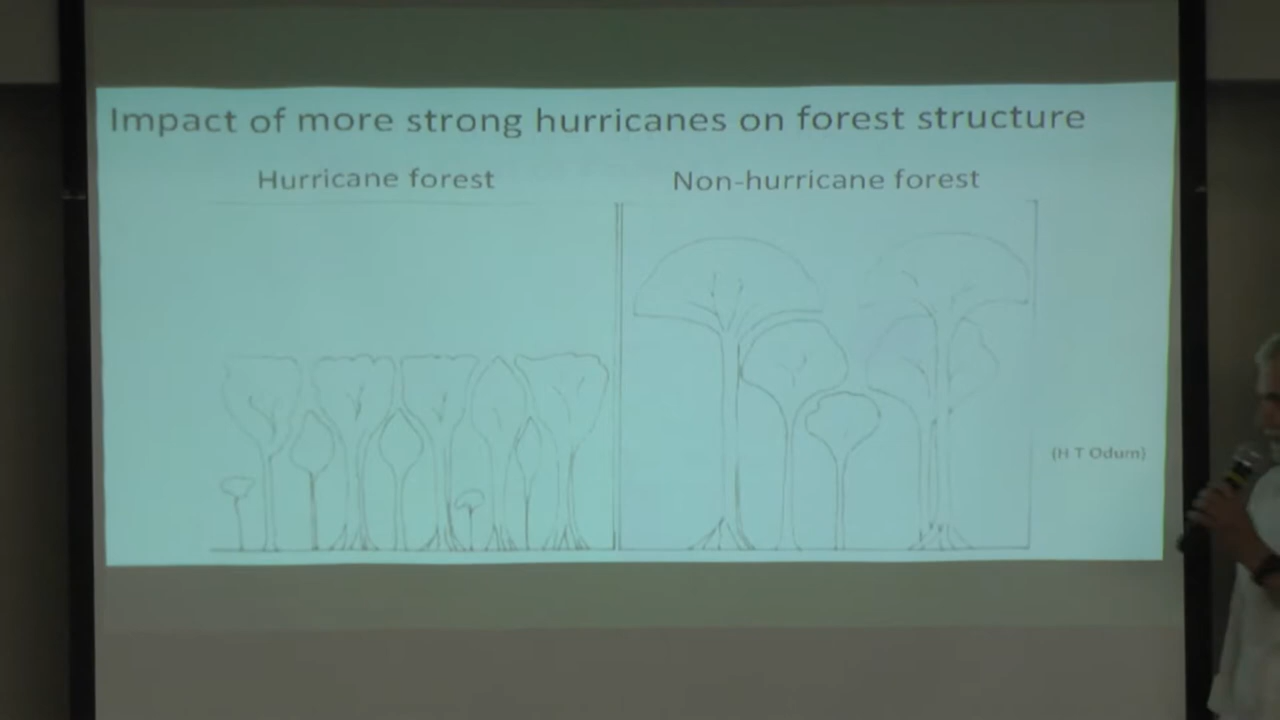 Impact of more strong hurricanes on forest structure
Hurricane forest
Non-hurricane forest
(H T Odum)